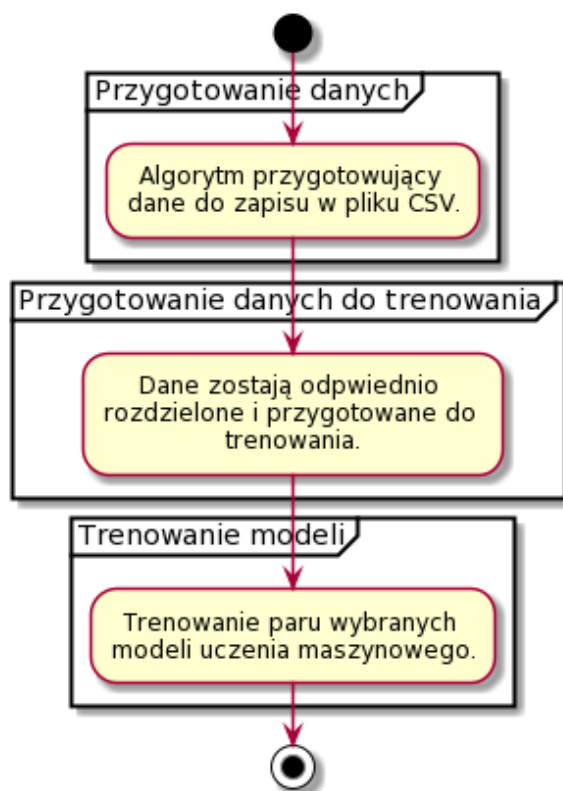 Przygotowanie danych
Algorytm przygotowujący
dane do zapisu w pliku CSV.
Przygotowanie danych do trenowania
Dane zostają odpwiednio
rozdzielone i przygotowane do
trenowania.
Trenowanie modeli
Trenowanie paru wybranych
modeli uczenia maszynowego.